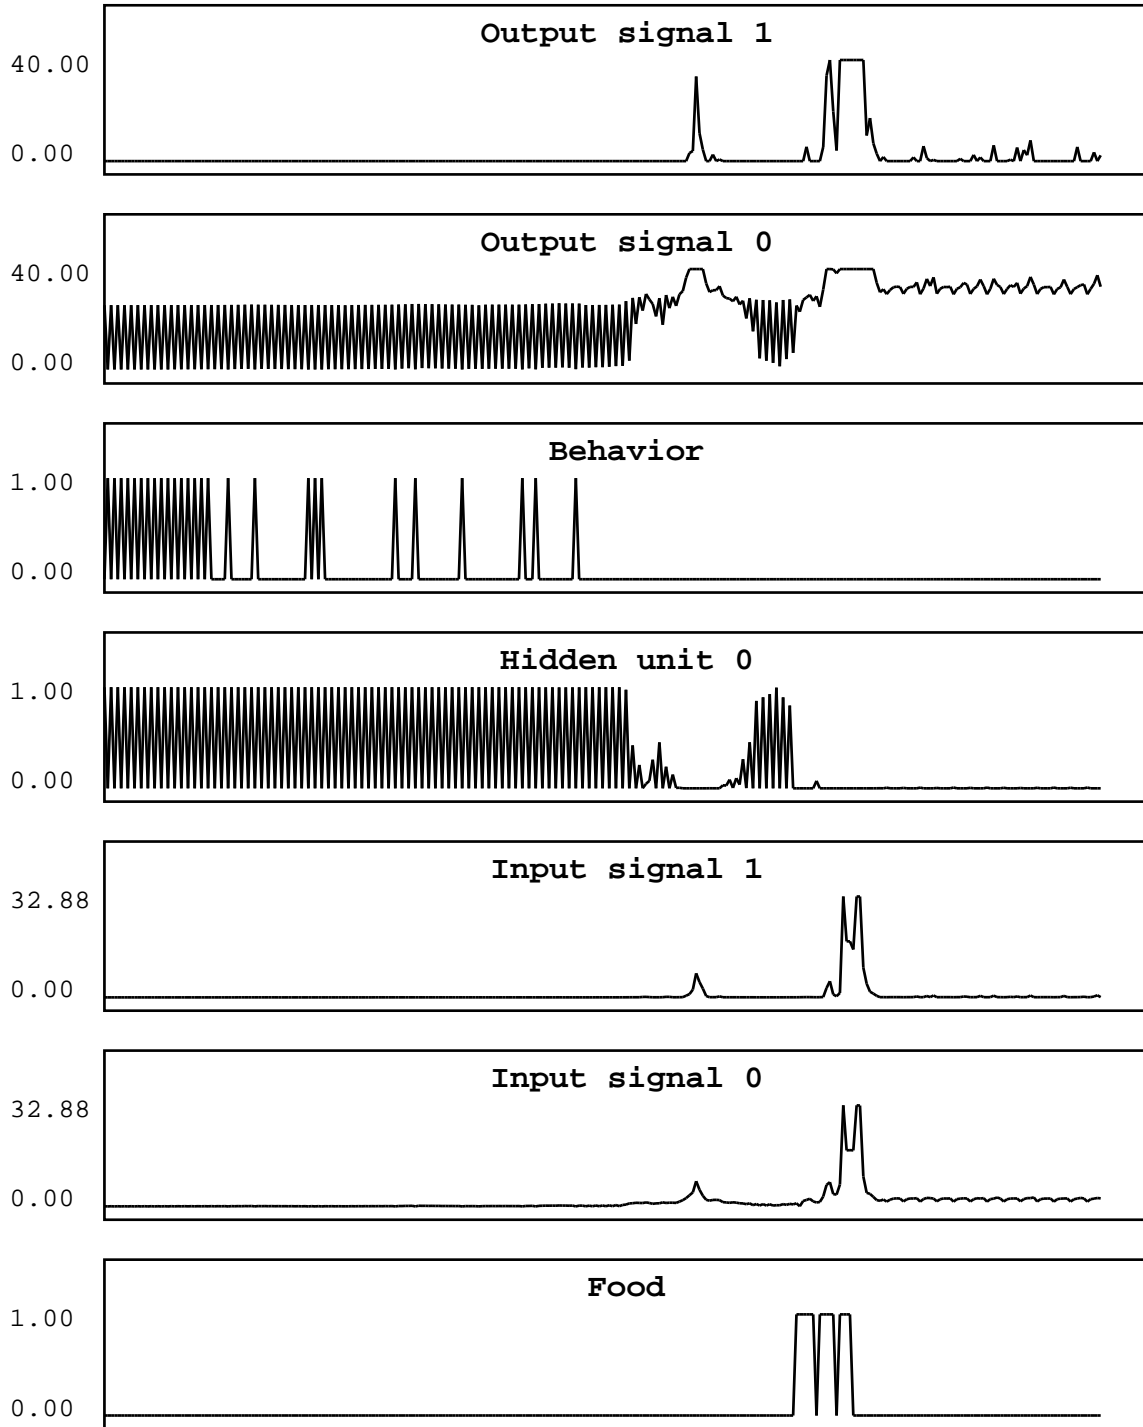 Output signal 1
40.00
0.00
Output signal 0
40.00
0.00
Behavior
1.00
0.00
Hidden unit 0
1.00
0.00
Input signal 1
32.88
0.00
Input signal 0
32.88
0.00
Food
1.00
0.00